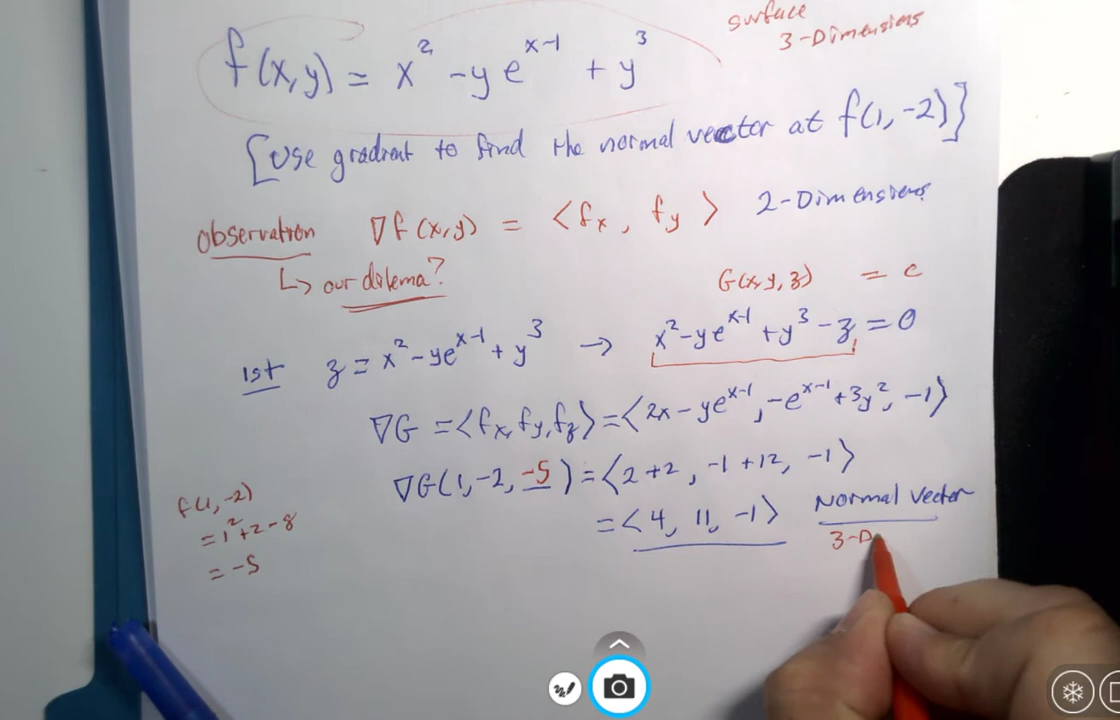 surface
3-Dimensions
f(x,y) = x² - y e^(x-1) + y³
[Use gradient to find the normal vector at f(1,-2)]
Observation ∇f(x,y) = ⟨fx, fy⟩ 2-Dimensions
↳ our dilema?
G(x,y,z) = c
1st z = x² - ye^(x-1) + y³ → x² - ye^(x-1) + y³ - z = 0
∇G = ⟨fx, fy, fz⟩ = ⟨2x - ye^(x-1), -e^(x-1) + 3y², -1⟩
∇G(1,-2,-5) = ⟨2+2, -1+12, -1⟩
= ⟨4, 11, -1⟩ Normal Vector
3-D
f(1,-2)
= 1² + 2 - 8
= -5